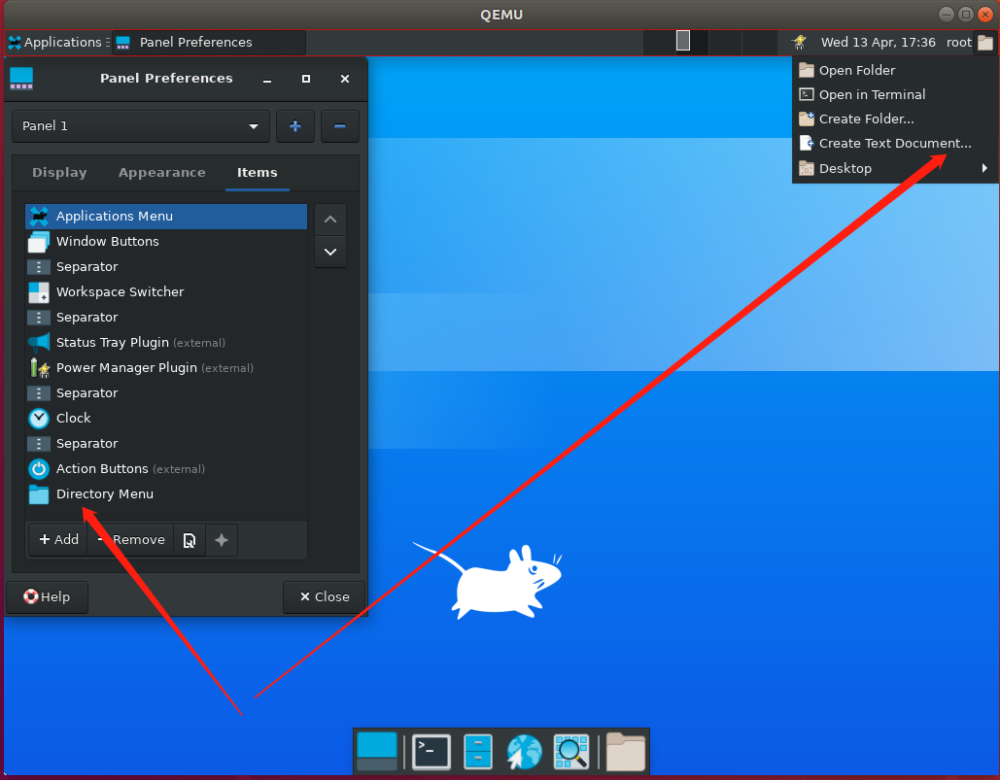 QEMU
Applications
Panel Preferences
Wed 13 Apr, 17:36
root
Open Folder
Open in Terminal
Create Folder...
Create Text Document...
Desktop
Panel Preferences
Panel 1
Display Appearance Items
Applications Menu
Window Buttons
Separator
Workspace Switcher
Separator
Status Tray Plugin (external)
Power Manager Plugin (external)
Separator
Clock
Separator
Action Buttons (external)
Directory Menu
Add
Remove
Help
Close